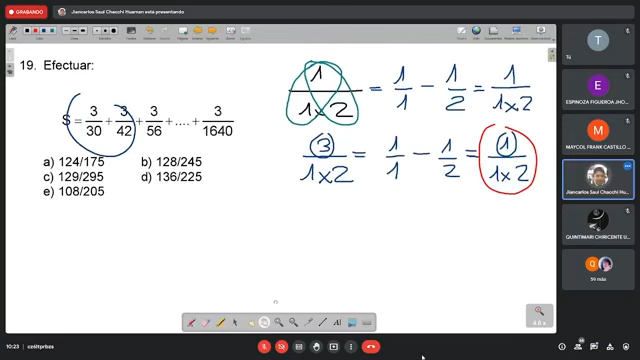 GRABANDO
Jiancarlos Saul Chacchi Huaman está presentando
19. Efectuar:
S = 3/30 + 3/42 + 3/56 + .... + 3/1640
a) 124/175 b) 128/245
c) 129/295 d) 136/225
e) 108/205
1/1×2 = 1/1 - 1/2 = 1/1×2
3/1×2 = 1/1 - 1/2 = 1/1×2
T
Tú
E
ESPINOZA FIGUEROA JHO...
M
MAYCOL FRANK CASTILLO ...
Jiancarlos Saul Chacchi Hua...
QUINTIMARI CHIRICENTE U...
59 más
10:23